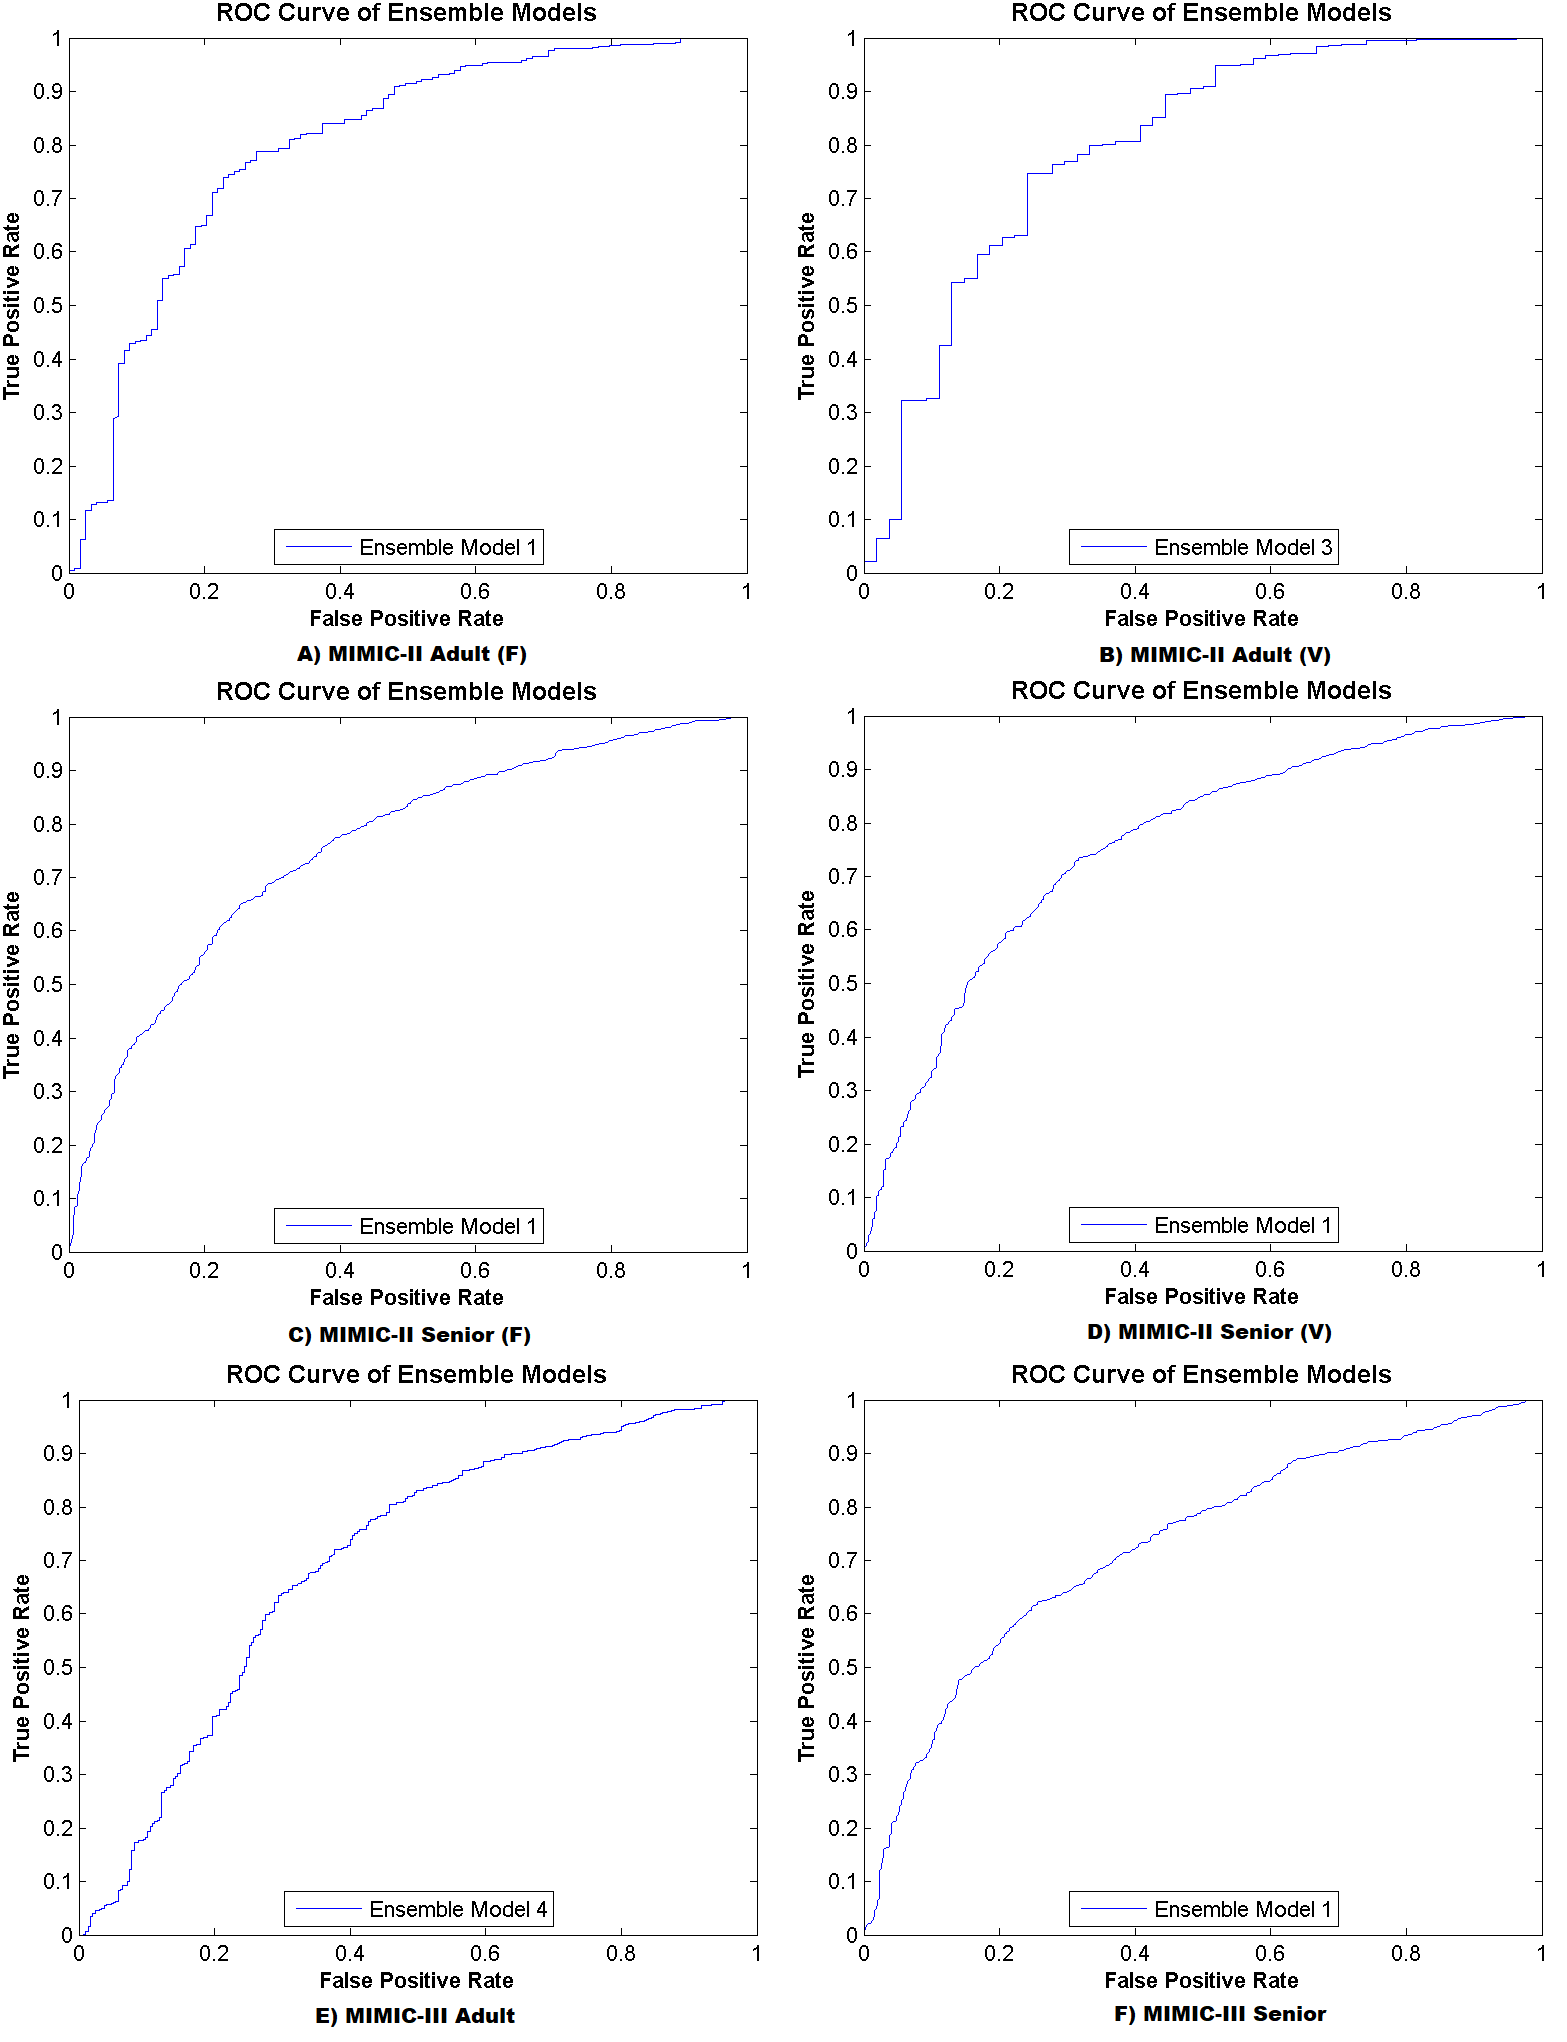 ROC Curve of Ensemble Models
1
0.9
0.8
0.7
0.6
0.5
0.4
0.3
0.2
0.1
0
True Positive Rate
Ensemble Model 1
0 0.2 0.4 0.6 0.8 1
False Positive Rate
A) MIMIC-II Adult (F)
ROC Curve of Ensemble Models
1
0.9
0.8
0.7
0.6
0.5
0.4
0.3
0.2
0.1
0
True Positive Rate
Ensemble Model 3
0 0.2 0.4 0.6 0.8 1
False Positive Rate
B) MIMIC-II Adult (V)
ROC Curve of Ensemble Models
1
0.9
0.8
0.7
0.6
0.5
0.4
0.3
0.2
0.1
0
True Positive Rate
Ensemble Model 1
0 0.2 0.4 0.6 0.8 1
False Positive Rate
C) MIMIC-II Senior (F)
ROC Curve of Ensemble Models
1
0.9
0.8
0.7
0.6
0.5
0.4
0.3
0.2
0.1
0
True Positive Rate
Ensemble Model 1
0 0.2 0.4 0.6 0.8 1
False Positive Rate
D) MIMIC-II Senior (V)
ROC Curve of Ensemble Models
1
0.9
0.8
0.7
0.6
0.5
0.4
0.3
0.2
0.1
0
True Positive Rate
Ensemble Model 4
0 0.2 0.4 0.6 0.8 1
False Positive Rate
E) MIMIC-III Adult
ROC Curve of Ensemble Models
1
0.9
0.8
0.7
0.6
0.5
0.4
0.3
0.2
0.1
0
True Positive Rate
Ensemble Model 1
0 0.2 0.4 0.6 0.8 1
False Positive Rate
F) MIMIC-III Senior